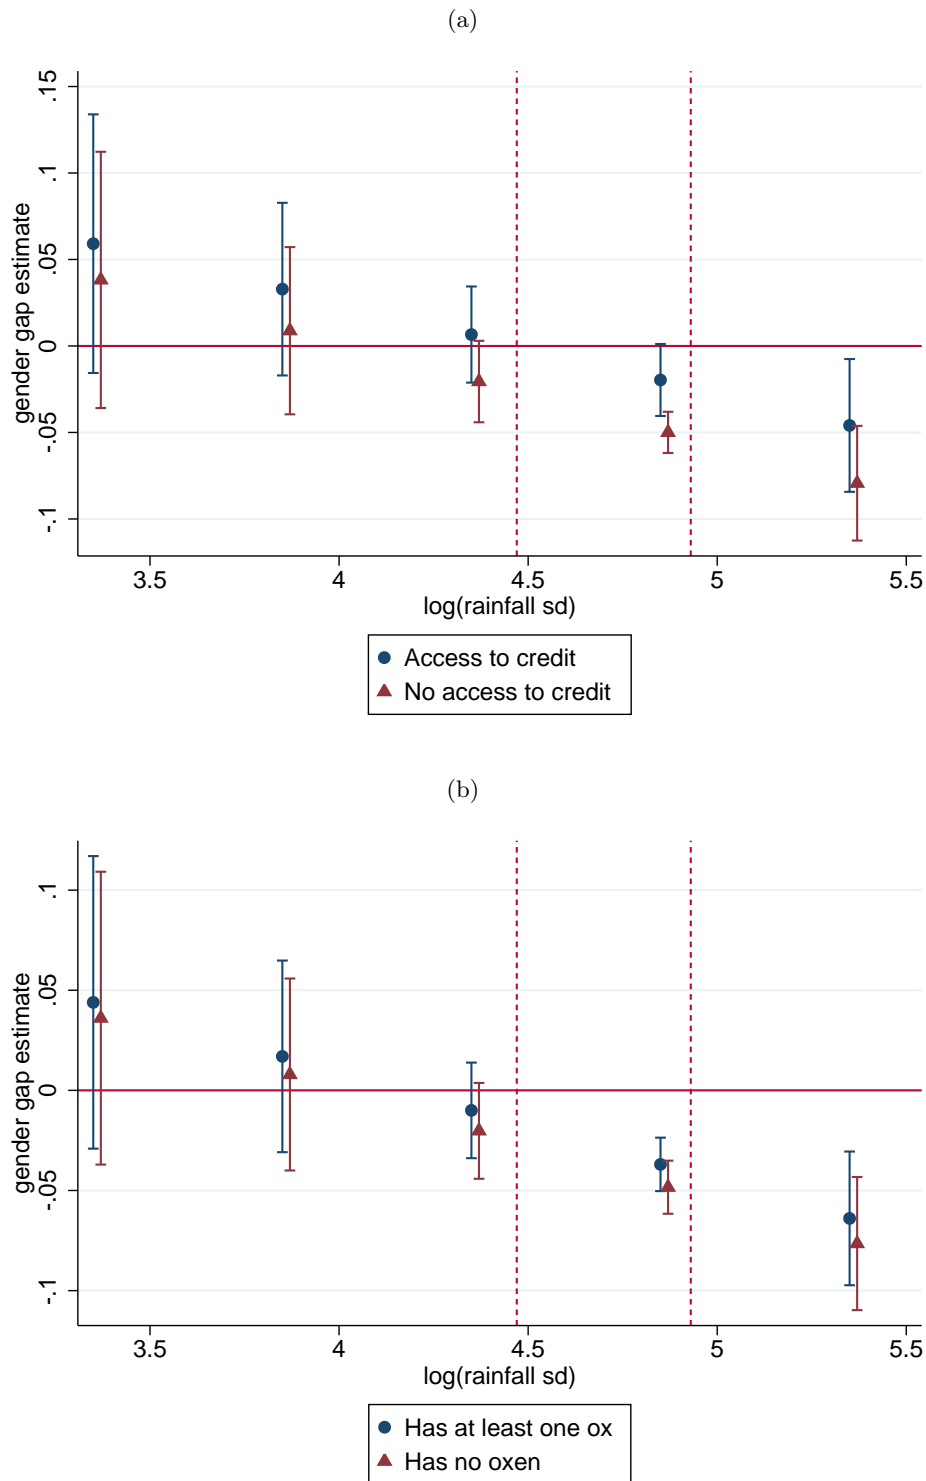 (a)
.15
.1
.05
0
-.05
-.1
gender gap estimate
3.5 4 4.5 5 5.5
log(rainfall sd)
Access to credit
No access to credit
(b)
.1
.05
0
-.05
-.1
gender gap estimate
3.5 4 4.5 5 5.5
log(rainfall sd)
Has at least one ox
Has no oxen